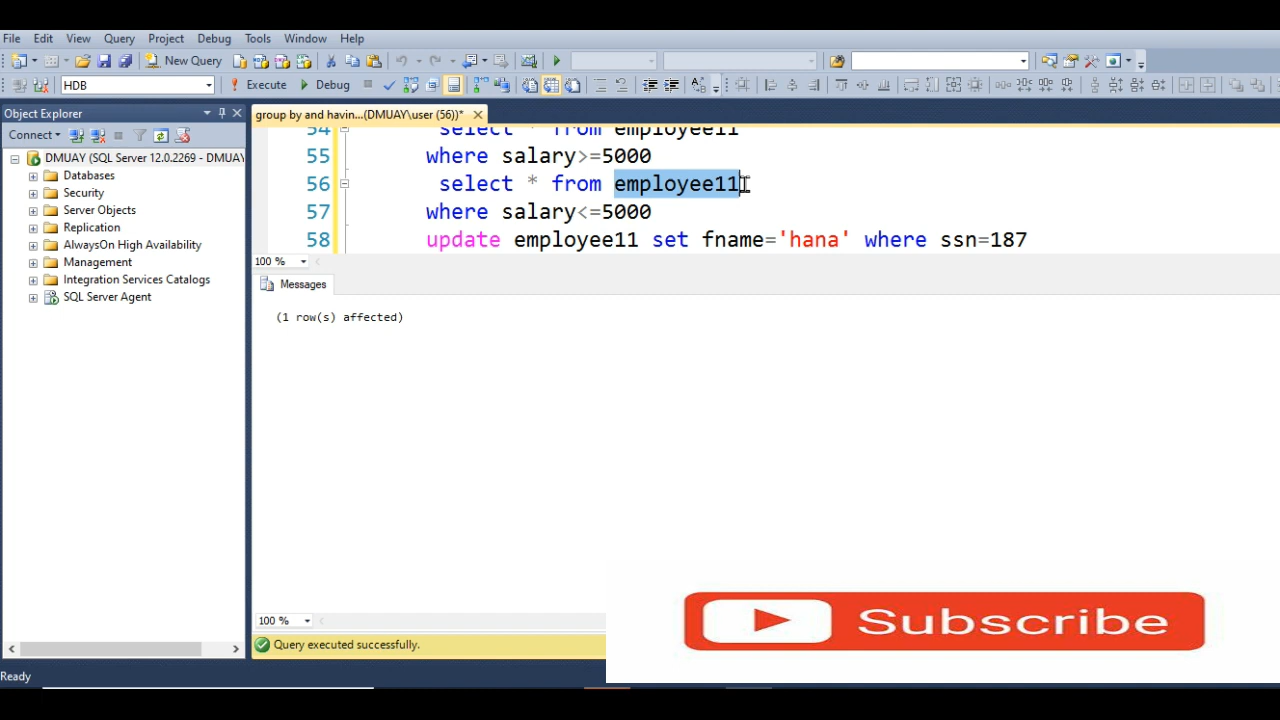 File Edit View Query Project Debug Tools Window Help
New Query
HDB Execute Debug
Object Explorer
group by and havin...(DMUAY\user (56))*
Connect
DMUAY (SQL Server 12.0.2269 - DMUAY
Databases
Security
Server Objects
Replication
AlwaysOn High Availability
Management
Integration Services Catalogs
SQL Server Agent
54 select * from employee11
55 where salary>=5000
56 select * from employee11
57 where salary<=5000
58 update employee11 set fname='hana' where ssn=187
100 %
Messages
(1 row(s) affected)
100 %
Query executed successfully.
Subscribe
Ready